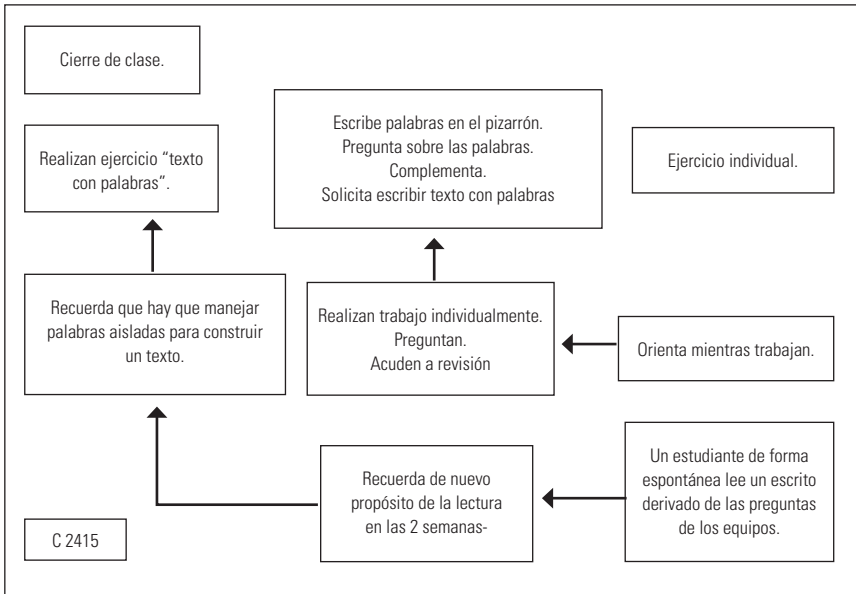 Cierre de clase.
Realizan ejercicio “texto
con palabras”.
Escribe palabras en el pizarrón.
Pregunta sobre las palabras.
Complementa.
Solicita escribir texto con palabras
Ejercicio individual.
Recuerda que hay que manejar
palabras aisladas para construir
un texto.
Realizan trabajo individualmente.
Preguntan.
Acuden a revisión
Orienta mientras trabajan.
Recuerda de nuevo
propósito de la lectura
en las 2 semanas-
Un estudiante de forma
espontánea lee un escrito
derivado de las preguntas
de los equipos.
C 2415